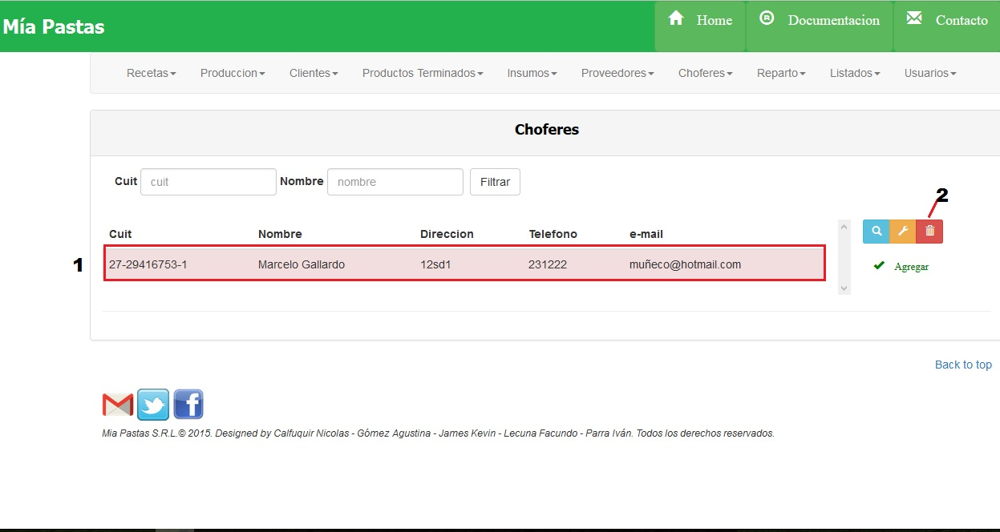 Mía Pastas
Home
Documentacion
Contacto
Recetas Produccion Clientes Productos Terminados Insumos Proveedores Choferes Reparto Listados Usuarios
Choferes
Cuit cuit Nombre nombre Filtrar
2
Cuit Nombre Direccion Telefono e-mail
1 27-29416753-1 Marcelo Gallardo 12sd1 231222 muñeco@hotmail.com
Agregar
Back to top
Mia Pastas S.R.L.© 2015. Designed by Calfuquir Nicolas - Gómez Agustina - James Kevin - Lecuna Facundo - Parra Iván. Todos los derechos reservados.